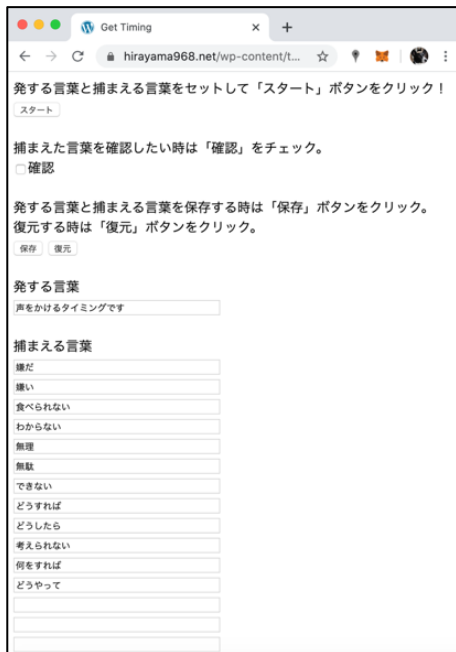 Get Timing
hirayama968.net/wp-content/t...
発する言葉と捕まえる言葉をセットして「スタート」ボタンをクリック！
スタート
捕まえた言葉を確認したい時は「確認」をチェック。
確認
発する言葉と捕まえる言葉を保存する時は「保存」ボタンをクリック。
復元する時は「復元」ボタンをクリック。
保存 復元
発する言葉
声をかけるタイミングです
捕まえる言葉
嫌だ
嫌い
食べられない
わからない
無理
無駄
できない
どうすれば
どうしたら
考えられない
何をすれば
どうやって